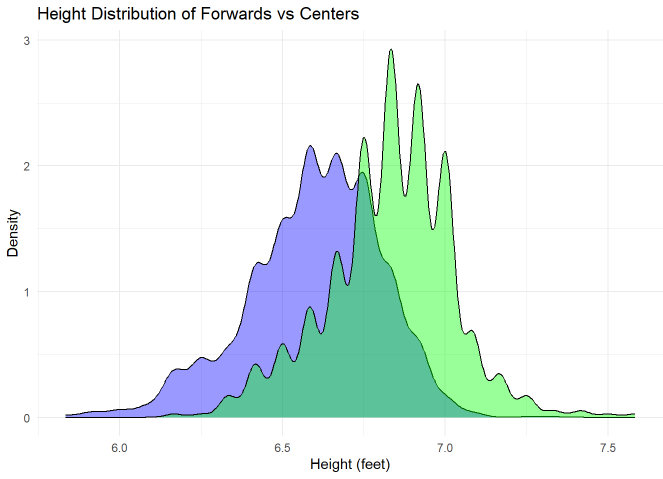 Height Distribution of Forwards vs Centers
3
2
1
0
Density
6.0 6.5 7.0 7.5
Height (feet)